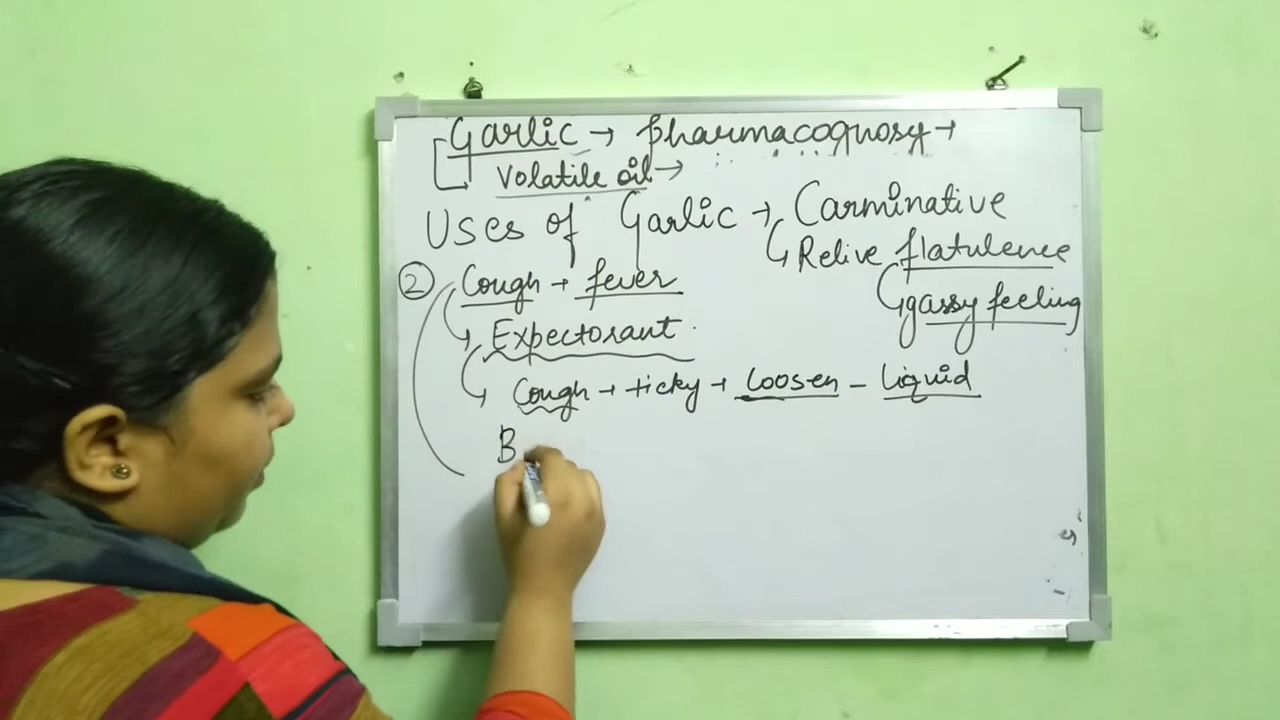 Garlic → pharmacoqnosy →
Volatile oil →
Uses of Garlic → Carminative
Relive flatulence
gassy feeling
② Cough → fever
Expectorant
Cough → ticky → loosen - liquid
B